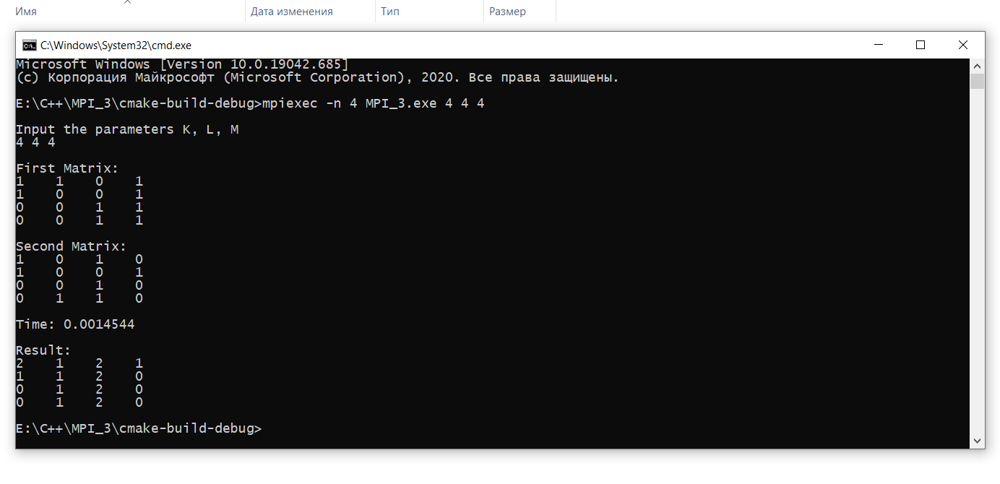 Имя Дата изменения Тип Размер
C:\Windows\System32\cmd.exe
Microsoft Windows [Version 10.0.19042.685]
(c) Корпорация Майкрософт (Microsoft Corporation), 2020. Все права защищены.
E:\C++\MPI_3\cmake-build-debug>mpiexec -n 4 MPI_3.exe 4 4 4
Input the parameters K, L, M
4 4 4
First Matrix:
1 1 0 1
1 0 0 1
0 0 1 1
0 0 1 1
Second Matrix:
1 0 1 0
1 0 0 1
0 0 1 0
0 1 1 0
Time: 0.0014544
Result:
2 1 2 1
1 1 2 0
0 1 2 0
0 1 2 0
E:\C++\MPI_3\cmake-build-debug>